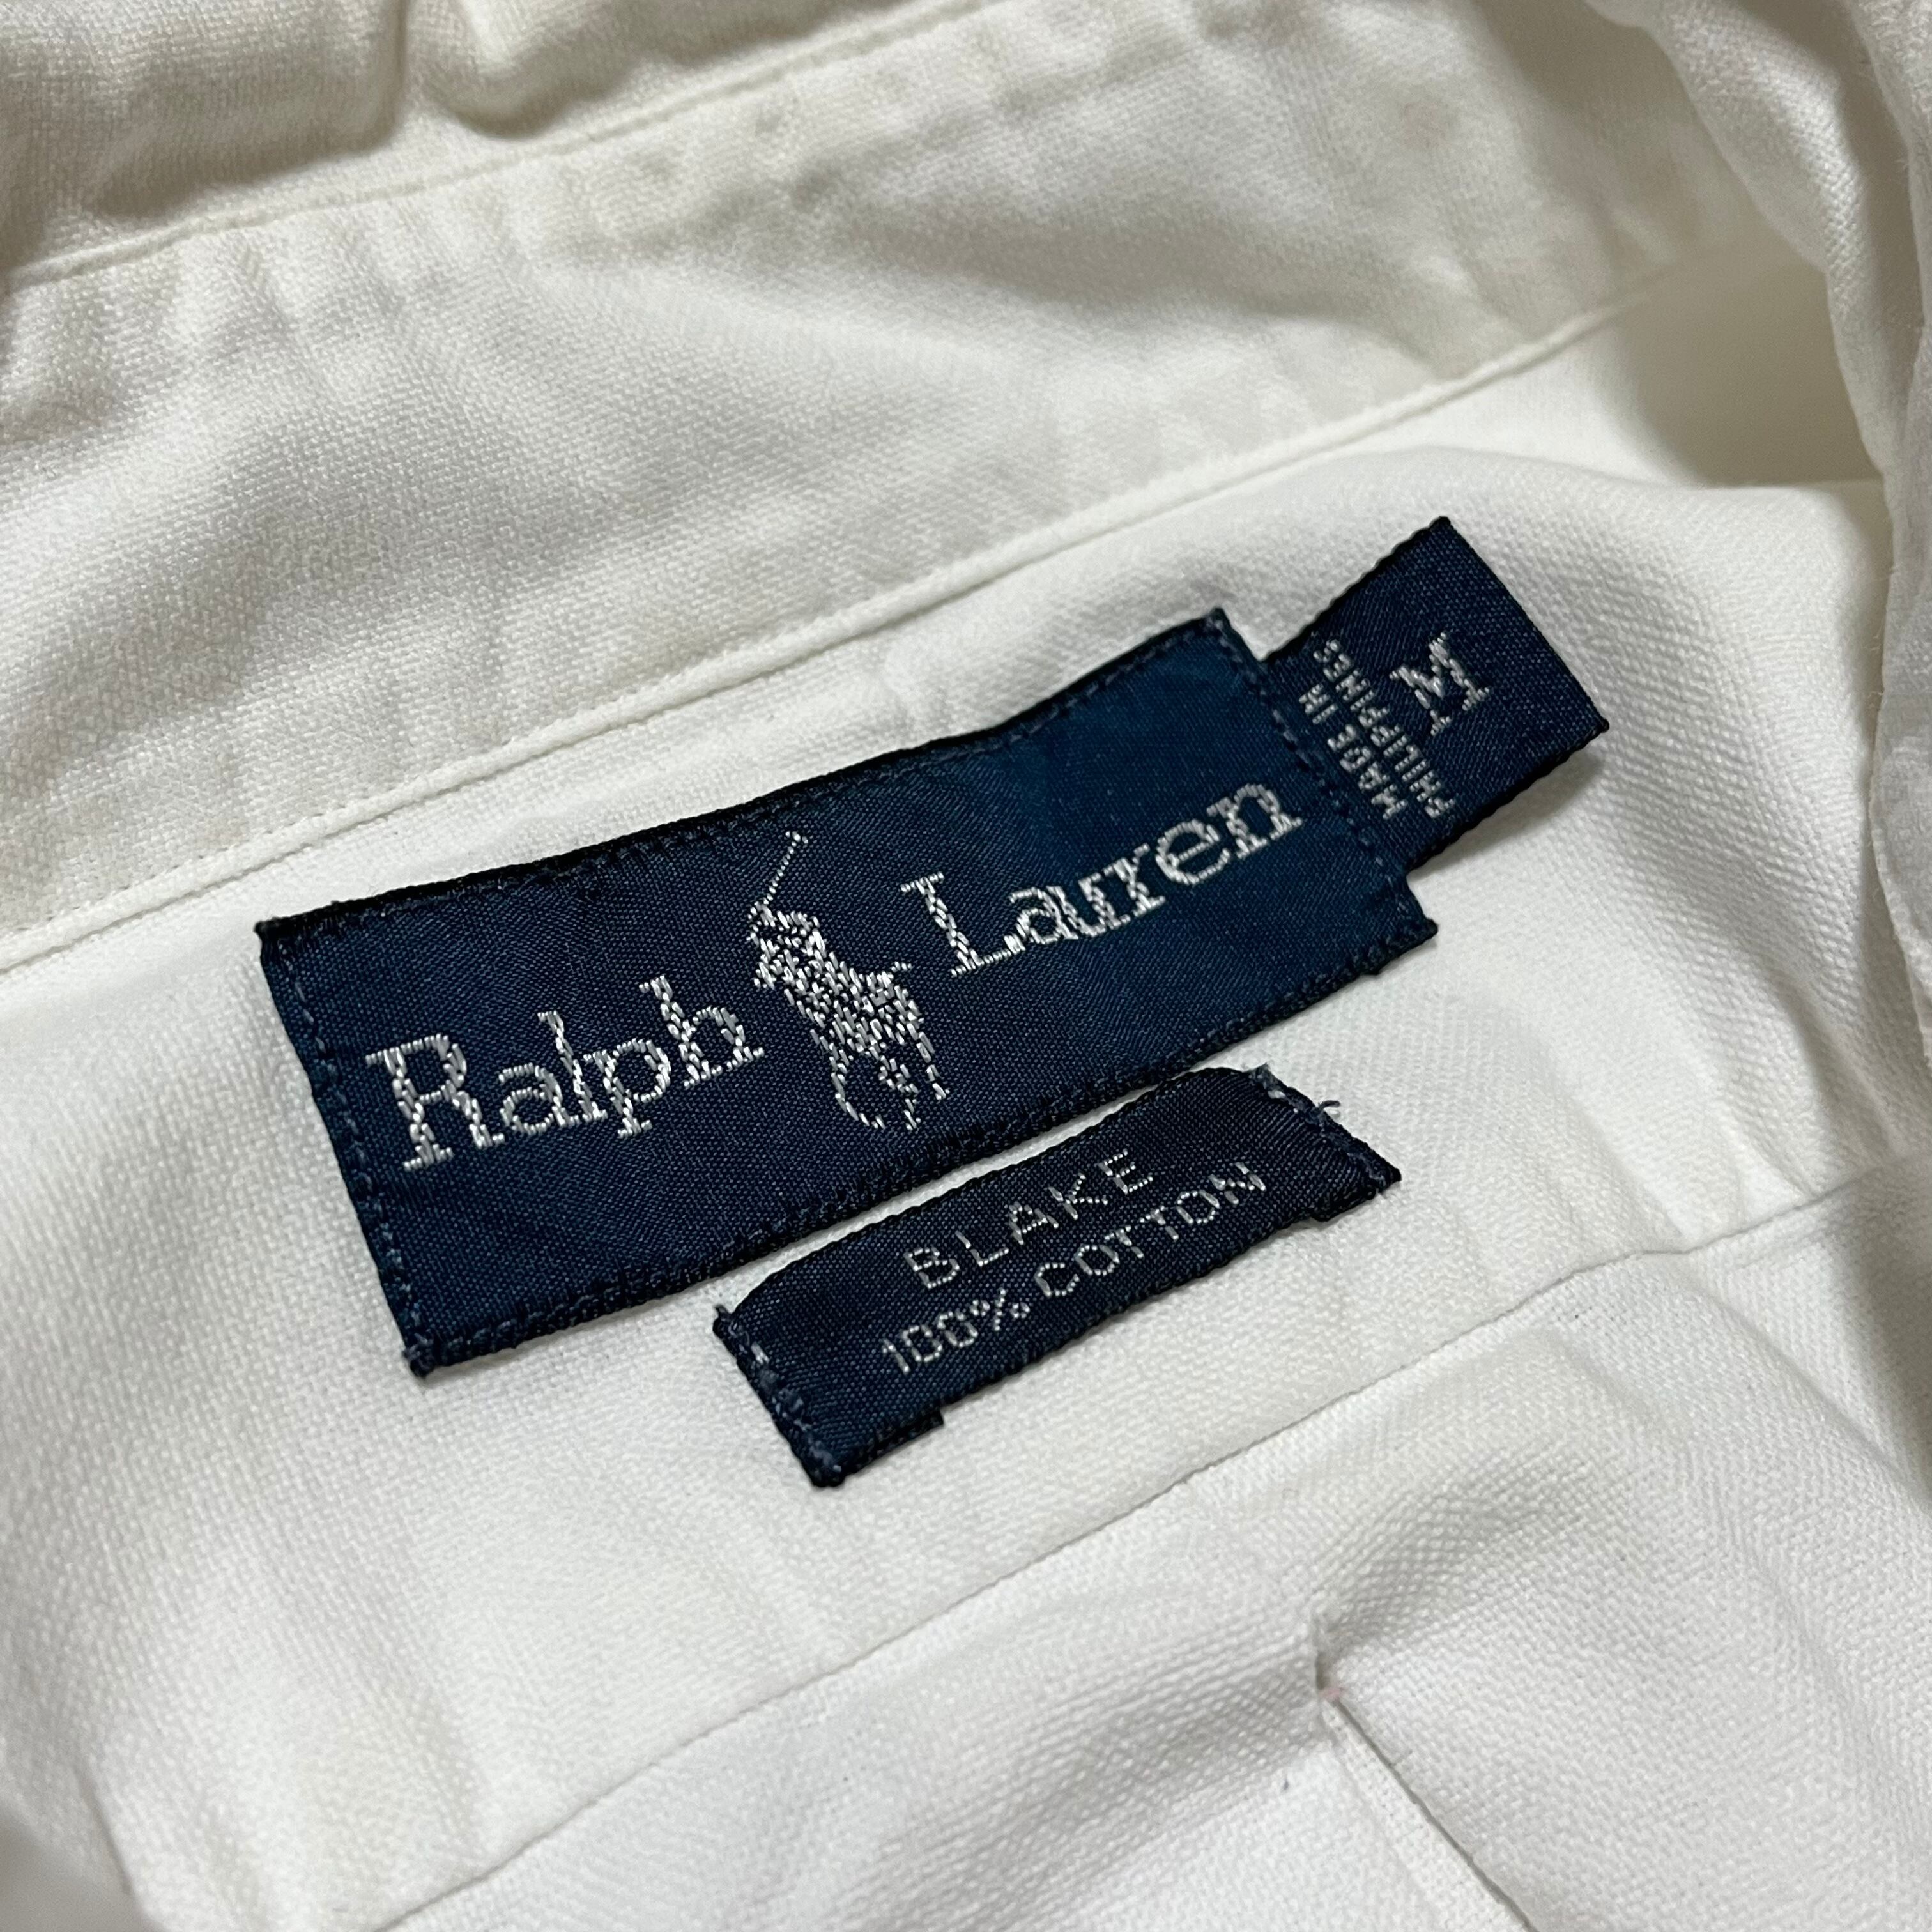 Ralph Lauren
M
MADE IN
PHILIPPINES
BLAKE
100% COTTON